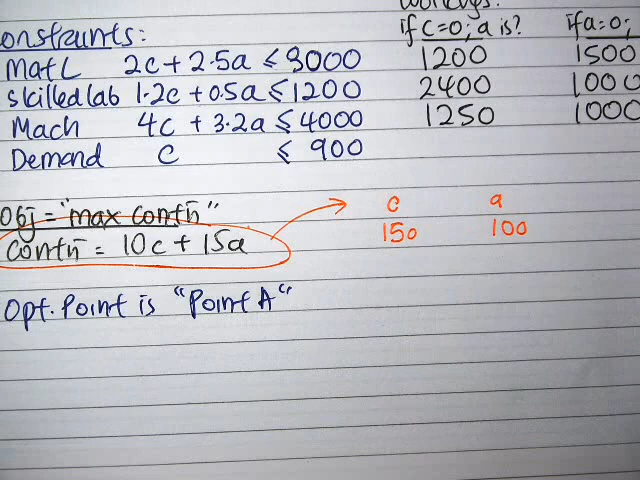 workings:
onstraints: if c=0; a is? if a=0;
Mat L 2c + 2.5a ≤ 3000 1200 1500
Skilled lab 1.2c + 0.5a ≤ 1200 2400 1000
Mach 4c + 3.2a ≤ 4000 1250 1000
Demand c ≤ 900
Obj = "max contn̄" c a
contn̄ = 10c + 15a 150 100
Opt. Point is "Point A"